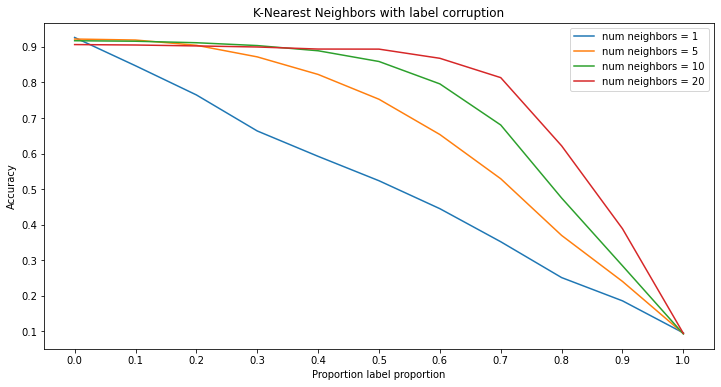 K-Nearest Neighbors with label corruption
num neighbors = 1
num neighbors = 5
num neighbors = 10
num neighbors = 20
Accuracy
0.9
0.8
0.7
0.6
0.5
0.4
0.3
0.2
0.1
0.0 0.1 0.2 0.3 0.4 0.5 0.6 0.7 0.8 0.9 1.0
Proportion label proportion